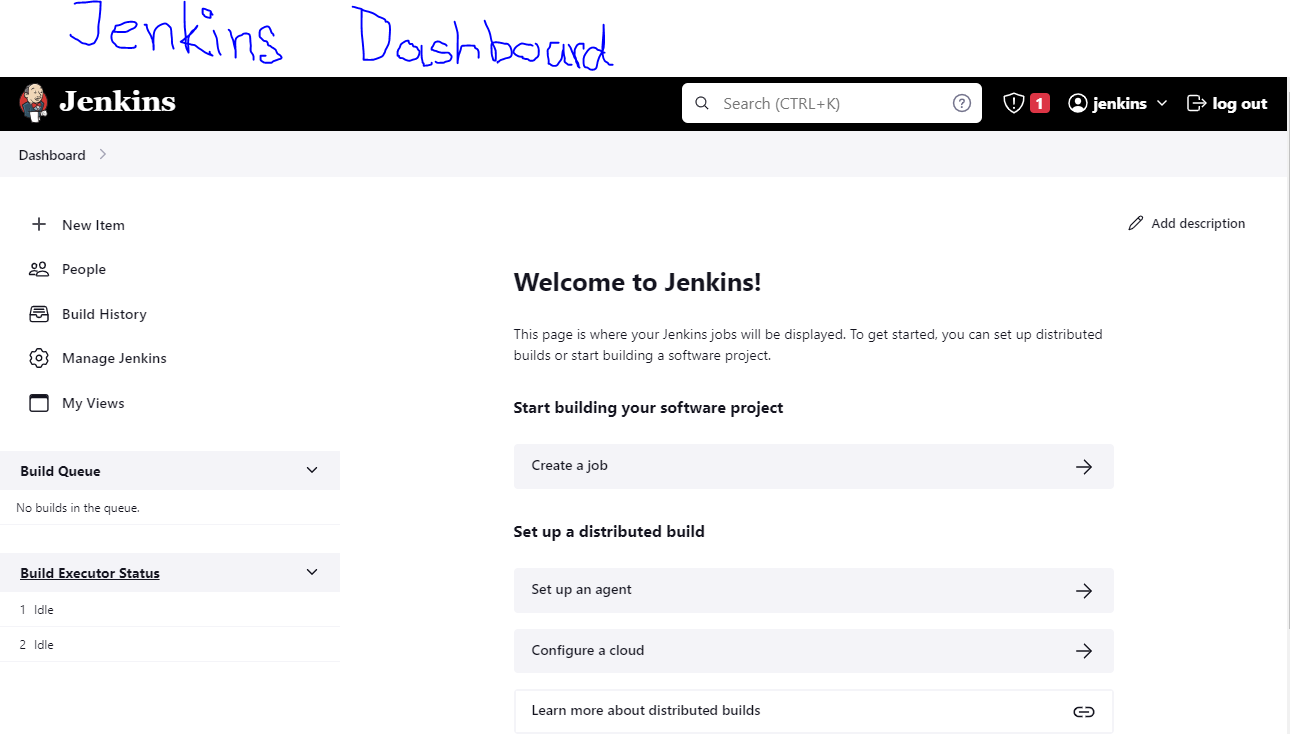 Jenkins Dashboard
Jenkins
Search (CTRL+K)
1
jenkins
log out
Dashboard
New Item
People
Build History
Manage Jenkins
My Views
Build Queue
No builds in the queue.
Build Executor Status
1 Idle
2 Idle
Add description
Welcome to Jenkins!
This page is where your Jenkins jobs will be displayed. To get started, you can set up distributed
builds or start building a software project.
Start building your software project
Create a job
Set up a distributed build
Set up an agent
Configure a cloud
Learn more about distributed builds